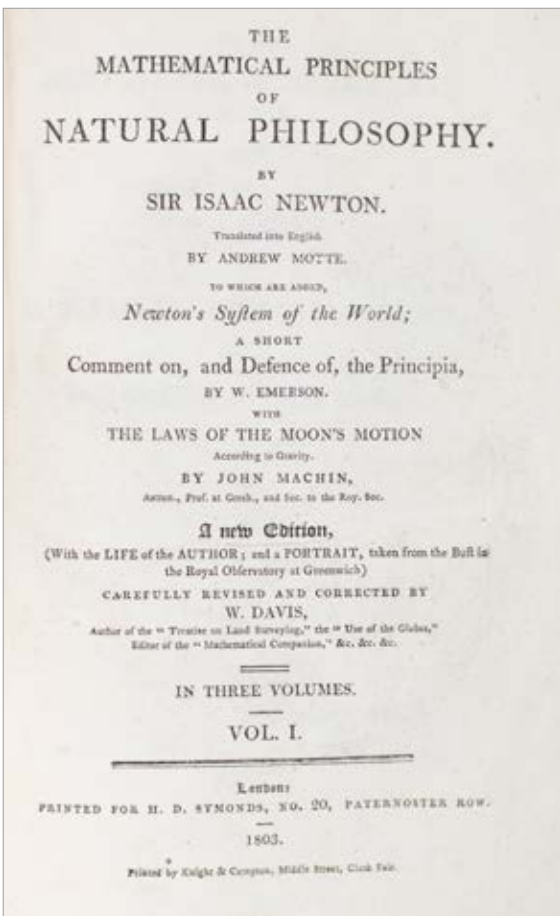 THE
MATHEMATICAL PRINCIPLES
OF
NATURAL PHILOSOPHY.
BY
SIR ISAAC NEWTON.
Translated into English
BY ANDREW MOTTE.
TO WHICH ARE ADDED,
Newton's Syſtem of the World;
A SHORT
Comment on, and Defence of, the Principia,
BY W. EMERSON.
WITH
THE LAWS OF THE MOON'S MOTION
According to Gravity.
BY JOHN MACHIN,
Astron., Prof. at Gresh., and Sec. to the Roy. Soc.
A new Edition,
(With the LIFE of the AUTHOR; and a PORTRAIT, taken from the Buſt in
the Royal Obſervatory at Greenwich)
CAREFULLY REVISED AND CORRECTED BY
W. DAVIS,
Author of the "Treatise on Land Surveying," the "Use of the Globes,"
Editor of the "Mathematical Companion," &c. &c. &c.
IN THREE VOLUMES.
VOL. I.
London:
PRINTED FOR H. D. SYMONDS, NO. 20, PATERNOSTER ROW.
1803.
Printed by Knight & Compton, Middle Street, Cloth Fair.